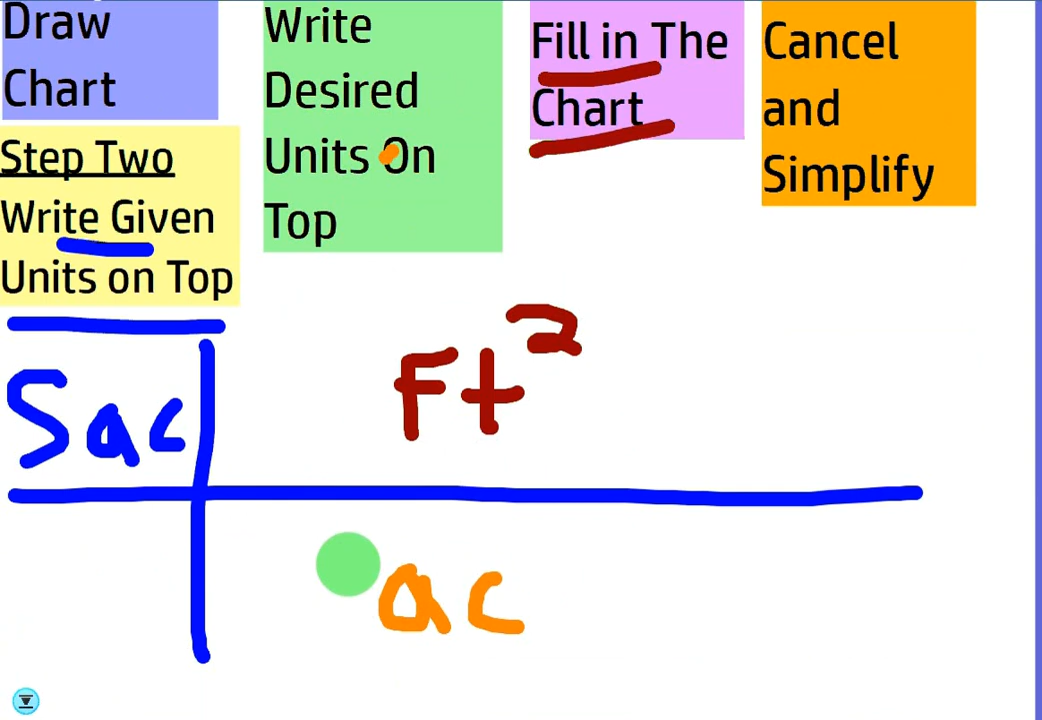 Draw
Chart
Step Two
Write Given
Units on Top
Write
Desired
Units On
Top
Fill in The
Chart
Cancel
and
Simplify
5ac
Ft²
ac